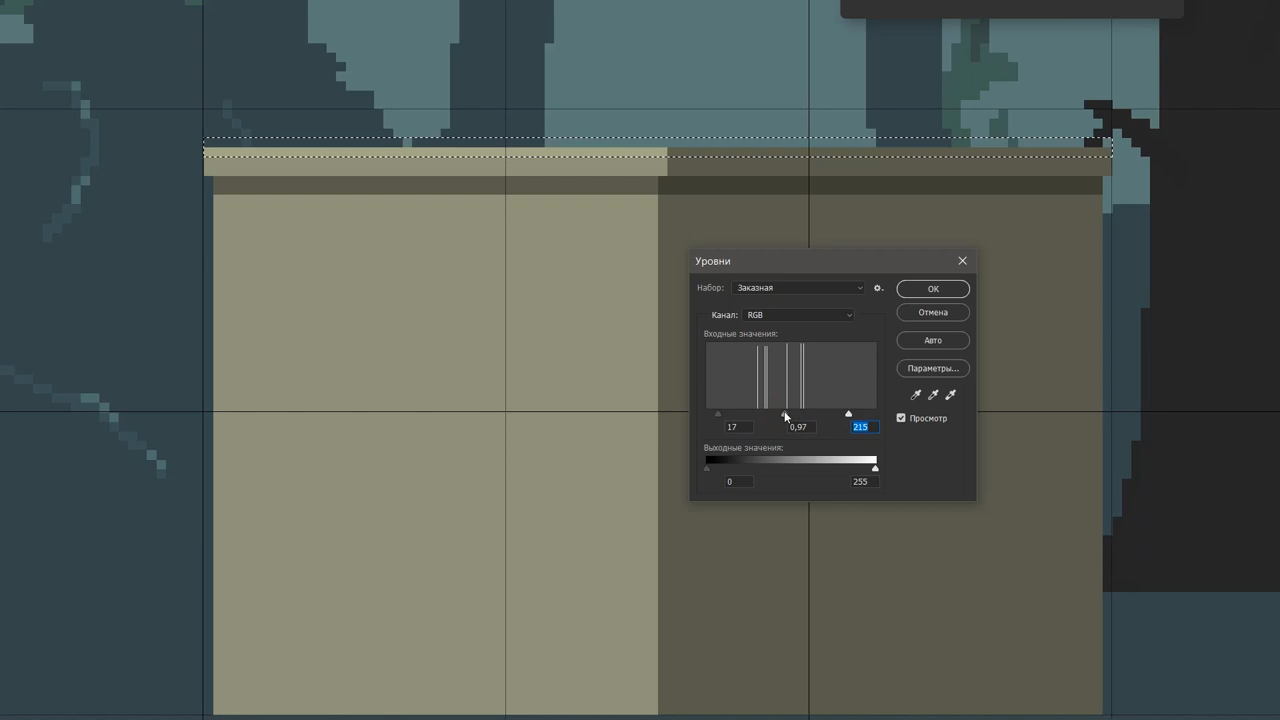 Уровни
Набор: Заказная
OK
Канал: RGB
Отмена
Входные значения:
Авто
Параметры...
Просмотр
17 0,97 215
Выходные значения:
0 255